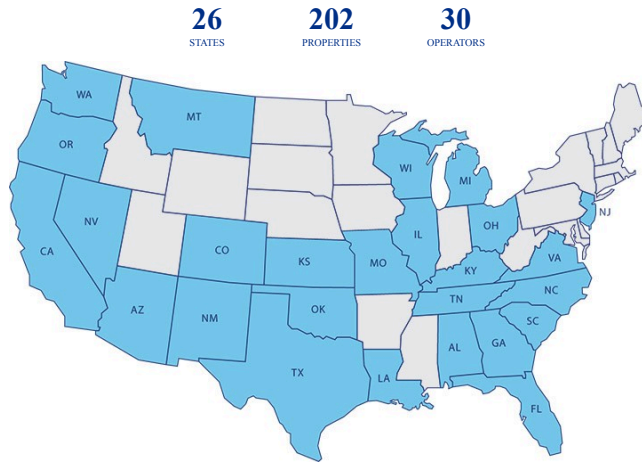 26 202 30
STATES PROPERTIES OPERATORS
WA
MT
OR
WI
MI
NV
IL
OH
NJ
CA
CO
KS
MO
KY
VA
AZ
NM
OK
TN
NC
SC
TX
LA
AL
GA
FL